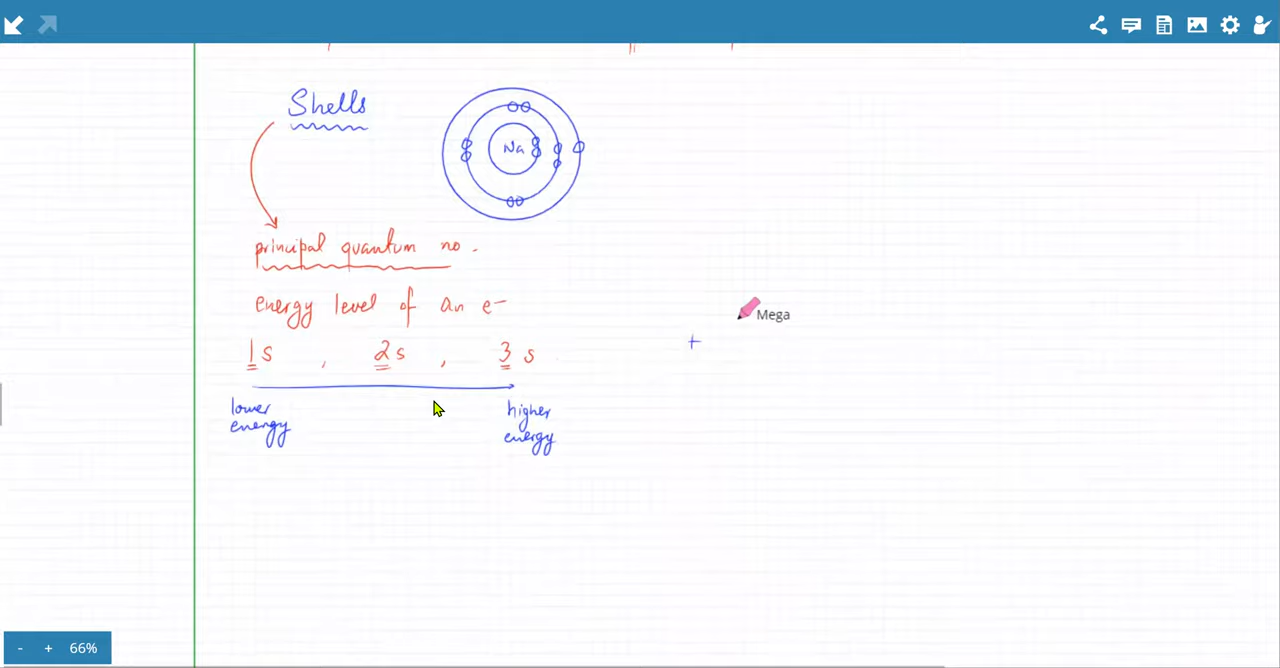 Shells
Na
principal quantum no.
energy level of an e-
1s , 2s , 3s
lower
energy
higher
energy
+
Mega
- + 66%